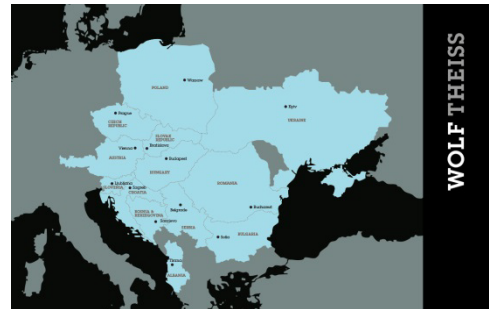 POLAND
Warsaw
Prague
CZECH
REPUBLIC
Kyiv
UKRAINE
SLOVAK
REPUBLIC
Bratislava
Vienna
AUSTRIA
Budapest
HUNGARY
Ljubljana
SLOVENIA
Zagreb
CROATIA
ROMANIA
Bucharest
Belgrade
BOSNIA &
HERZEGOVINA
Sarajevo
SERBIA
Sofia
BULGARIA
Tirana
ALBANIA
WOLF THEISS